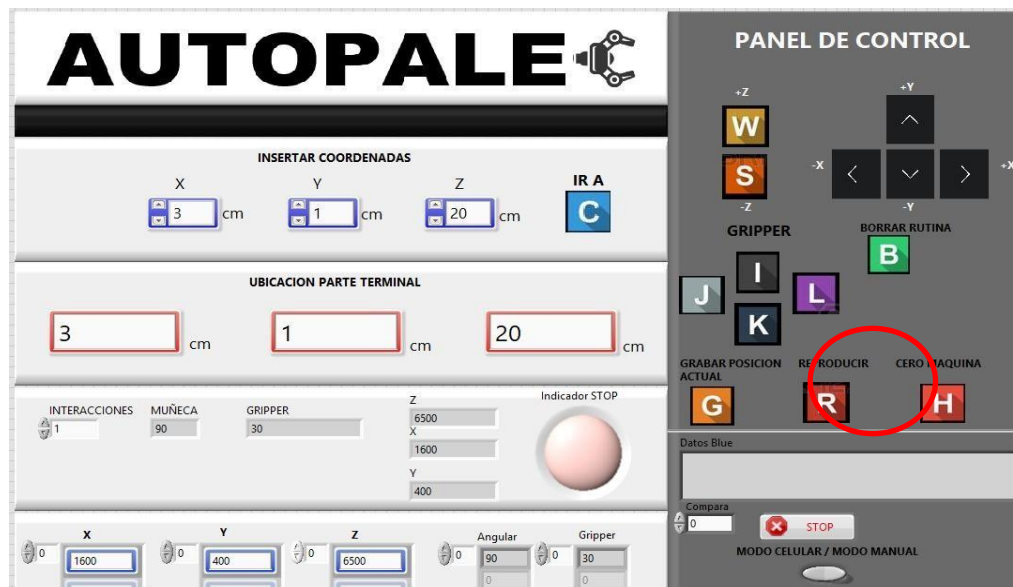 AUTOPALE
PANEL DE CONTROL
INSERTAR COORDENADAS
X Y Z IR A
3 cm 1 cm 20 cm C
UBICACION PARTE TERMINAL
3 cm 1 cm 20 cm
INTERACCIONES MUÑECA GRIPPER
1 90 30
Z
6500
X
1600
Y
400
Indicador STOP
X Y Z Angular Gripper
0 1600 0 400 0 6500 0 90 0 30
0 0
+Z
W
S
-Z
+Y
-X +X
-Y
GRIPPER
I
J L
K
BORRAR RUTINA
B
GRABAR POSICION ACTUAL
G
REPRODUCIR
R
CERO MAQUINA
H
Datos Blue
Compara
0
STOP
MODO CELULAR / MODO MANUAL